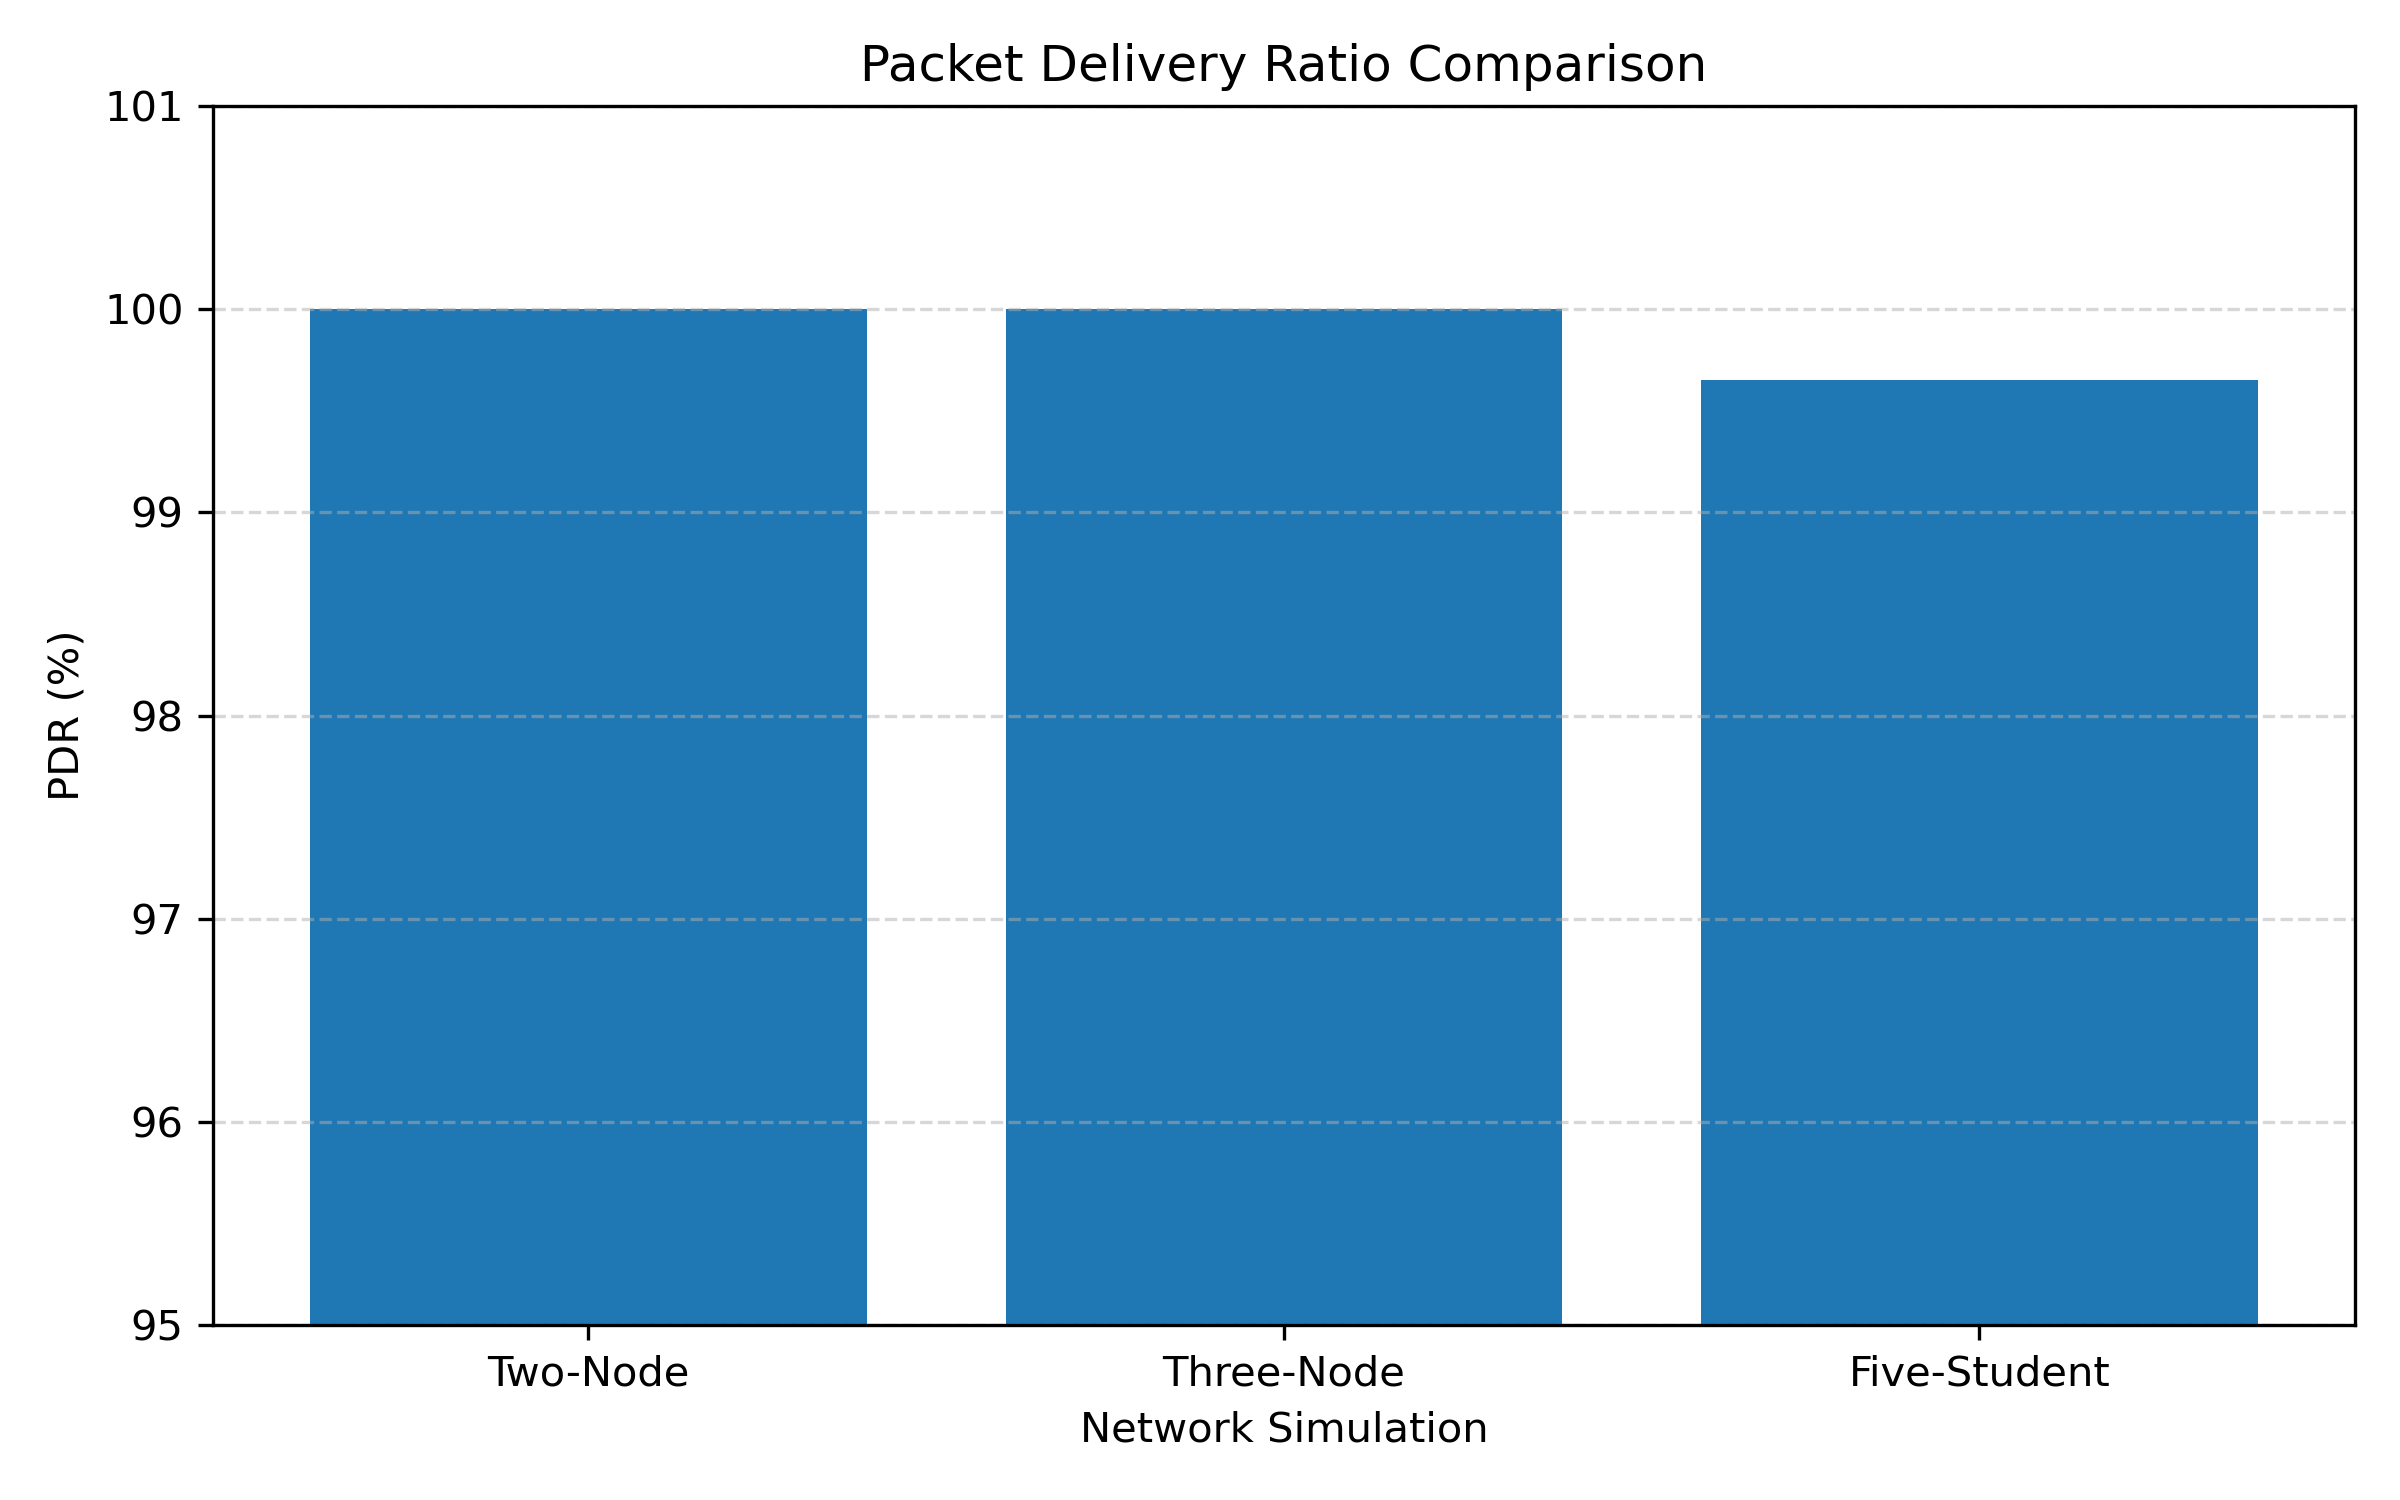 Packet Delivery Ratio Comparison
101
100
99
98
97
96
95
PDR (%)
Two-Node Three-Node Five-Student
Network Simulation